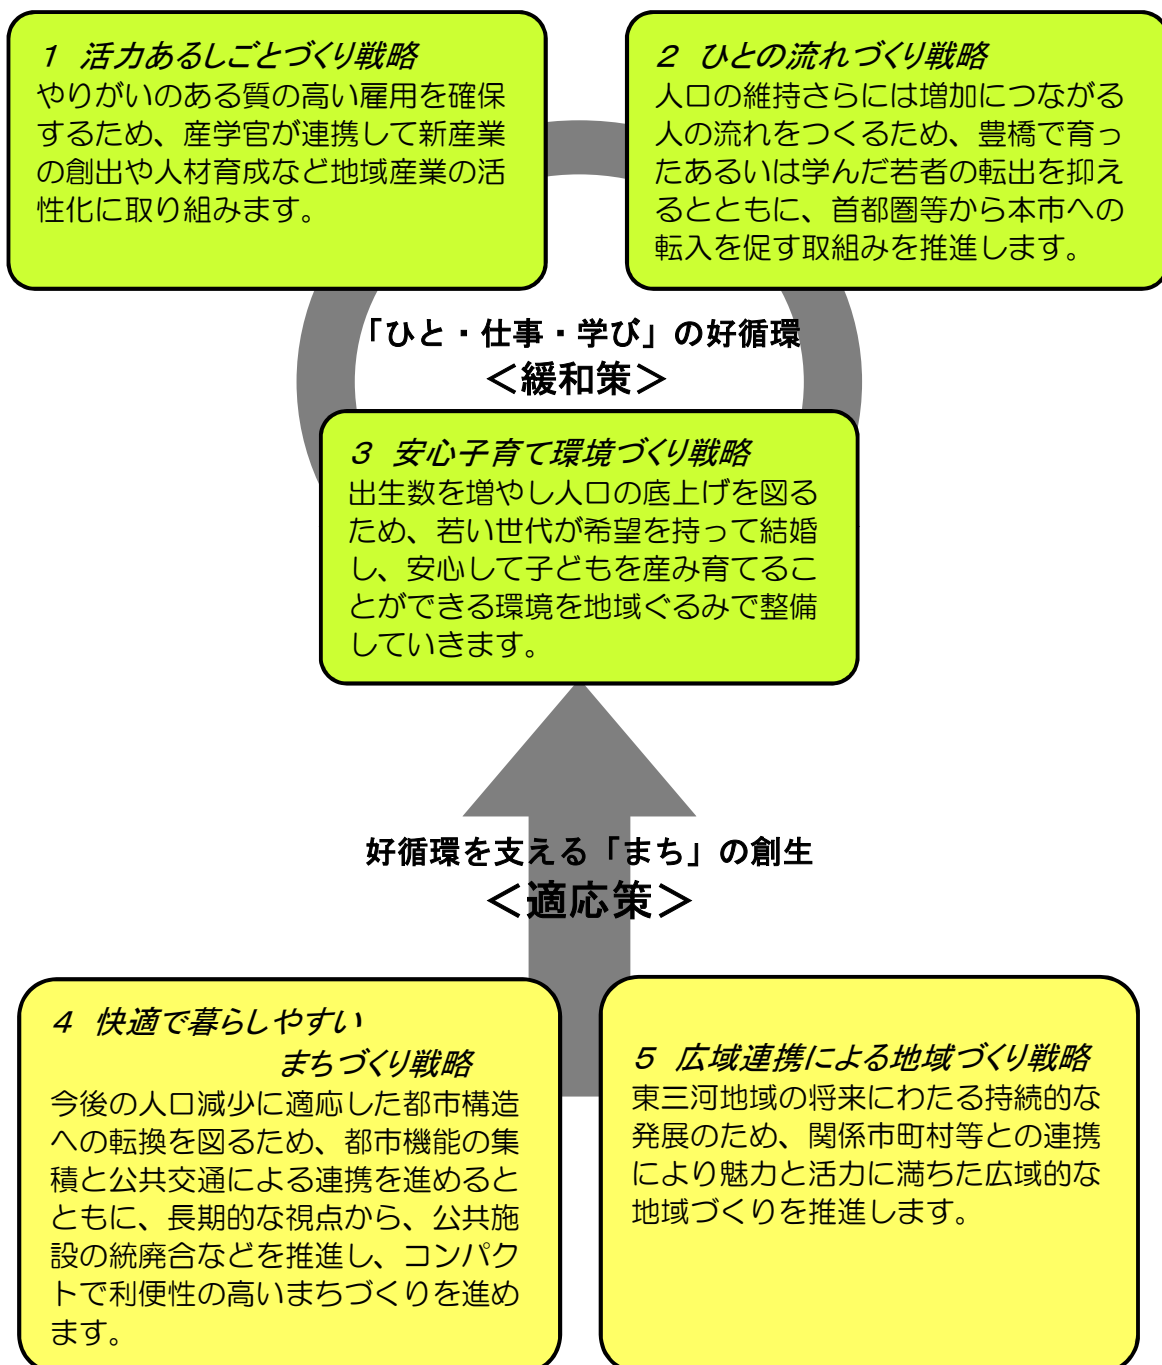 1 活力あるしごとづくり戦略
やりがいのある質の高い雇用を確保
するため、産学官が連携して新産業
の創出や人材育成など地域産業の活
性化に取り組みます。
2 ひとの流れづくり戦略
人口の維持さらには増加につながる
人の流れをつくるため、豊橋で育っ
たあるいは学んだ若者の転出を抑え
るとともに、首都圏等から本市への
転入を促す取組みを推進します。
「ひと・仕事・学び」の好循環
＜緩和策＞
3 安心子育て環境づくり戦略
出生数を増やし人口の底上げを図る
ため、若い世代が希望を持って結婚
し、安心して子どもを産み育てるこ
とができる環境を地域ぐるみで整備
していきます。
好循環を支える「まち」の創生
＜適応策＞
4 快適で暮らしやすい
まちづくり戦略
今後の人口減少に適応した都市構造
への転換を図るため、都市機能の集
積と公共交通による連携を進めると
ともに、長期的な視点から、公共施
設の統廃合などを推進し、コンパク
トで利便性の高いまちづくりを進め
ます。
5 広域連携による地域づくり戦略
東三河地域の将来にわたる持続的な
発展のため、関係市町村等との連携
により魅力と活力に満ちた広域的な
地域づくりを推進します。